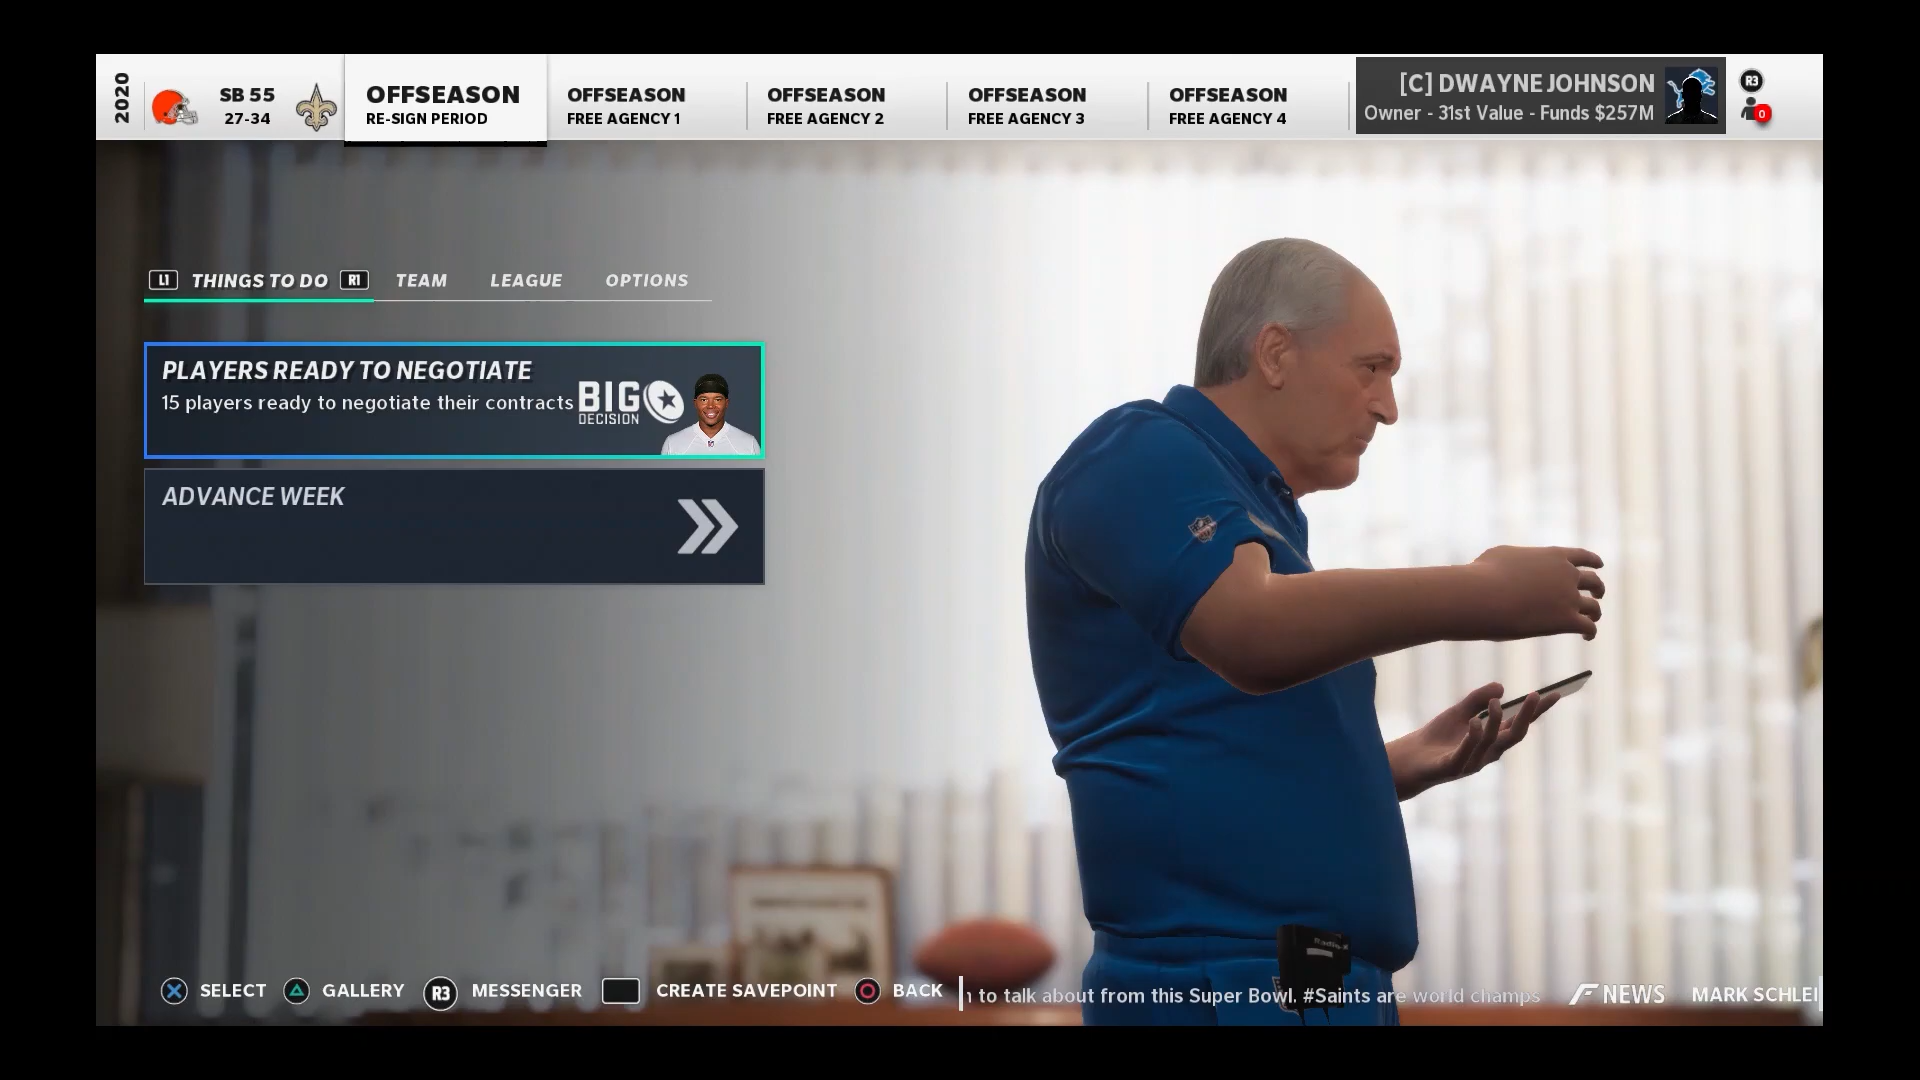 2020
SB 55
27-34
OFFSEASON
RE-SIGN PERIOD
OFFSEASON
FREE AGENCY 1
OFFSEASON
FREE AGENCY 2
OFFSEASON
FREE AGENCY 3
OFFSEASON
FREE AGENCY 4
[C] DWAYNE JOHNSON
Owner - 31st Value - Funds $257M
R3
0
L1 THINGS TO DO R1 TEAM LEAGUE OPTIONS
PLAYERS READY TO NEGOTIATE
15 players ready to negotiate their contracts
BIG
DECISION
ADVANCE WEEK
SELECT GALLERY R3 MESSENGER CREATE SAVEPOINT BACK
to talk about from this Super Bowl. #Saints are world champs F NEWS MARK SCHLEI